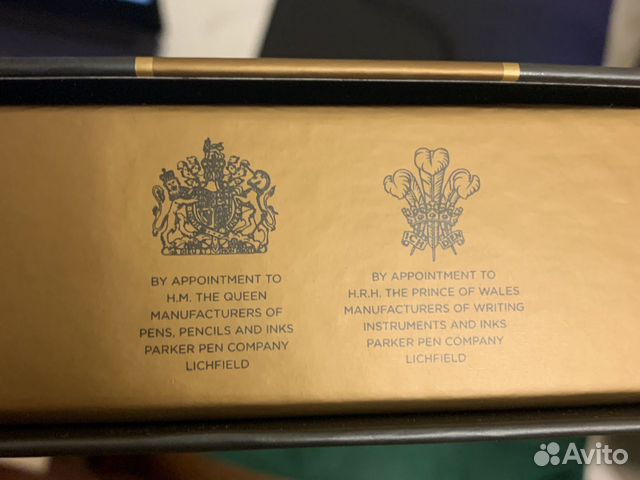 BY APPOINTMENT TO
H.M. THE QUEEN
MANUFACTURERS OF
PENS, PENCILS AND INKS
PARKER PEN COMPANY
LICHFIELD
BY APPOINTMENT TO
H.R.H. THE PRINCE OF WALES
MANUFACTURERS OF WRITING
INSTRUMENTS AND INKS
PARKER PEN COMPANY
LICHFIELD
Avito